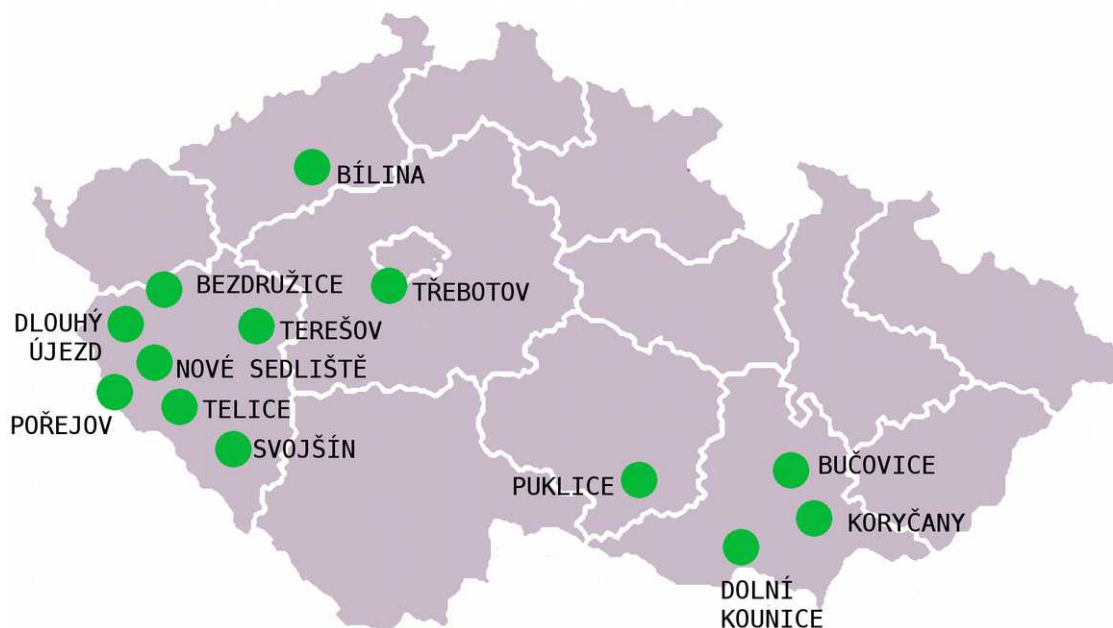 BÍLINA
BEZDRUŽICE
TŘEBOTOV
DLOUHÝ
ÚJEZD
TEREŠOV
NOVÉ SEDLIŠTĚ
TELICE
POŘEJOV
SVOJŠÍN
BUČOVICE
PUKLICE
KORYČANY
DOLNÍ
KOUNICE